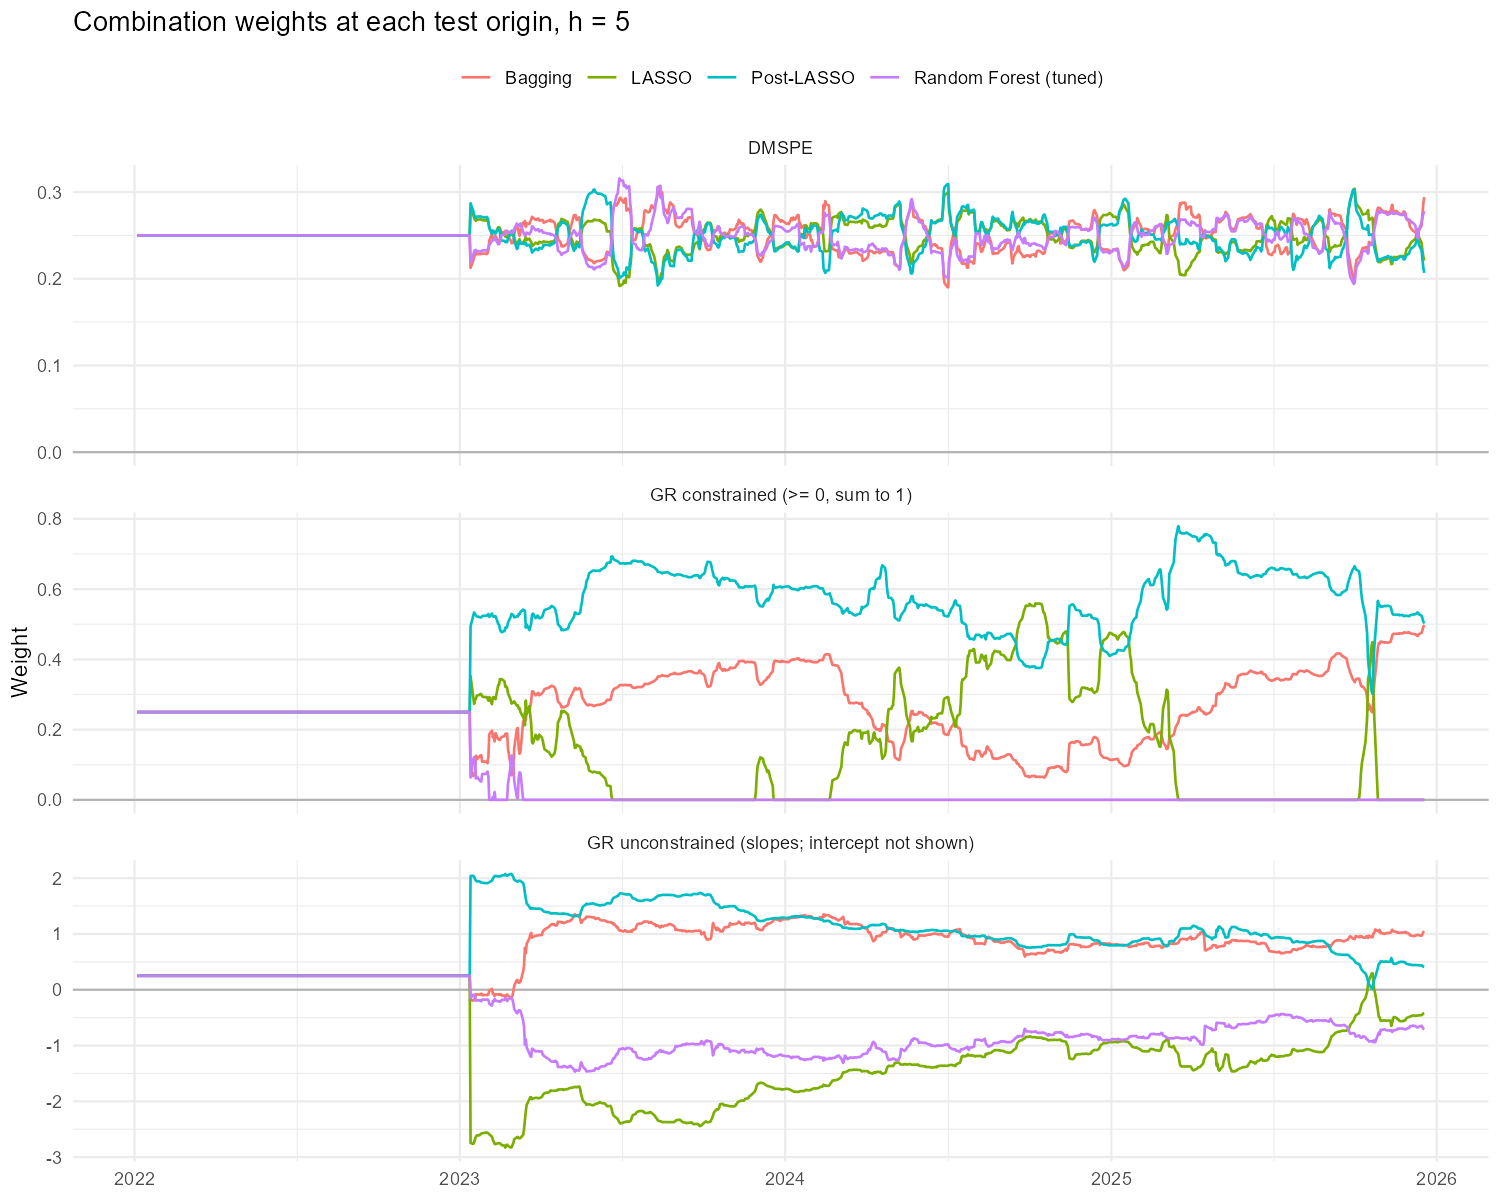 Combination weights at each test origin, h = 5
Bagging LASSO Post-LASSO Random Forest (tuned)
DMSPE
0.3
0.2
0.1
0.0
GR constrained (>= 0, sum to 1)
Weight
0.8
0.6
0.4
0.2
0.0
GR unconstrained (slopes; intercept not shown)
2
1
0
-1
-2
-3
2022 2023 2024 2025 2026